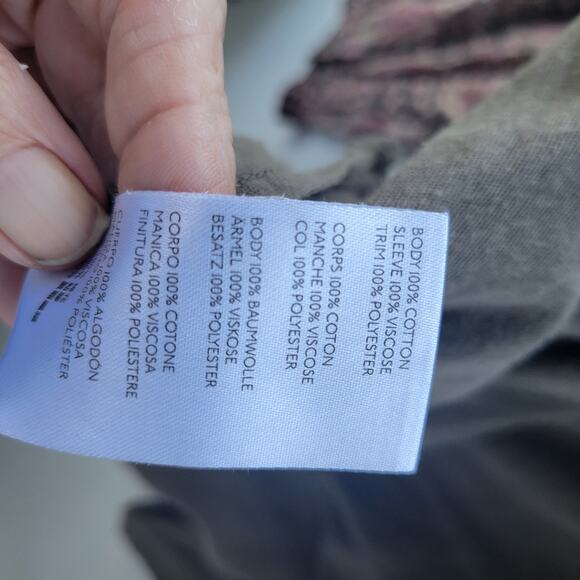 BODY 100% COTTON
SLEEVE 100% VISCOSE
TRIM 100% POLYESTER
CORPS 100% COTON
MANCHE 100% VISCOSE
COL 100% POLYESTER
BODY 100% BAUMWOLLE
ÄRMEL 100% VISKOSE
BESATZ 100% POLYESTER
CORPO 100% COTONE
MANICA 100% VISCOSA
FINITURA 100% POLIESTERE
CUERPO 100% ALGODÓN
100% VISCOSA